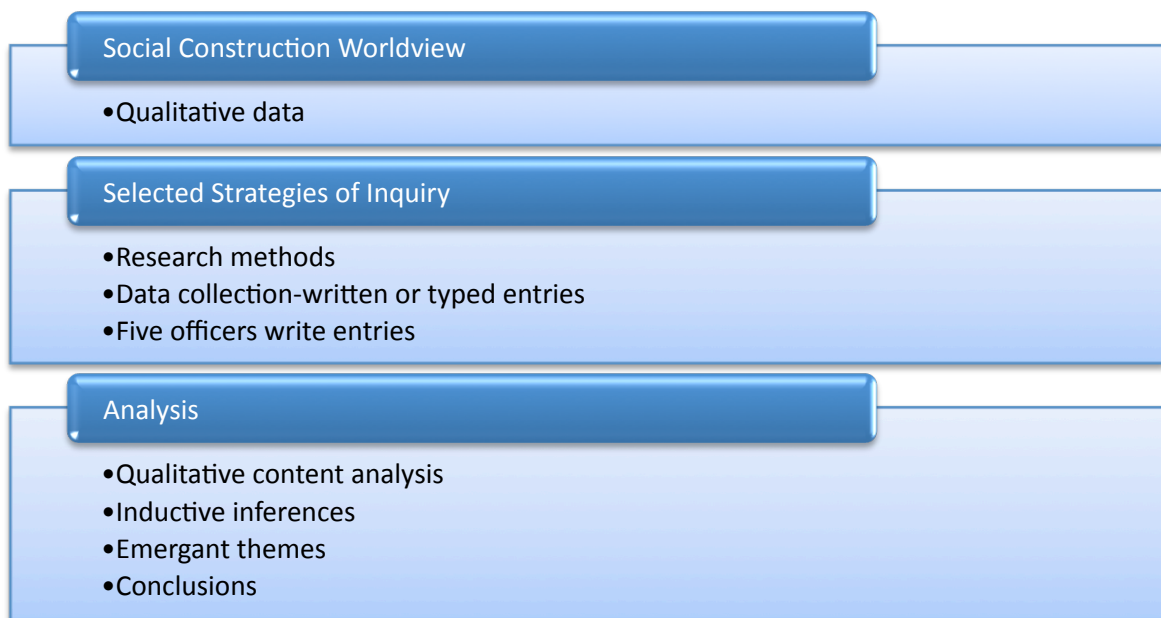 Social Construction Worldview
•Qualitative data
Selected Strategies of Inquiry
•Research methods
•Data collection-written or typed entries
•Five officers write entries
Analysis
•Qualitative content analysis
•Inductive inferences
•Emergant themes
•Conclusions